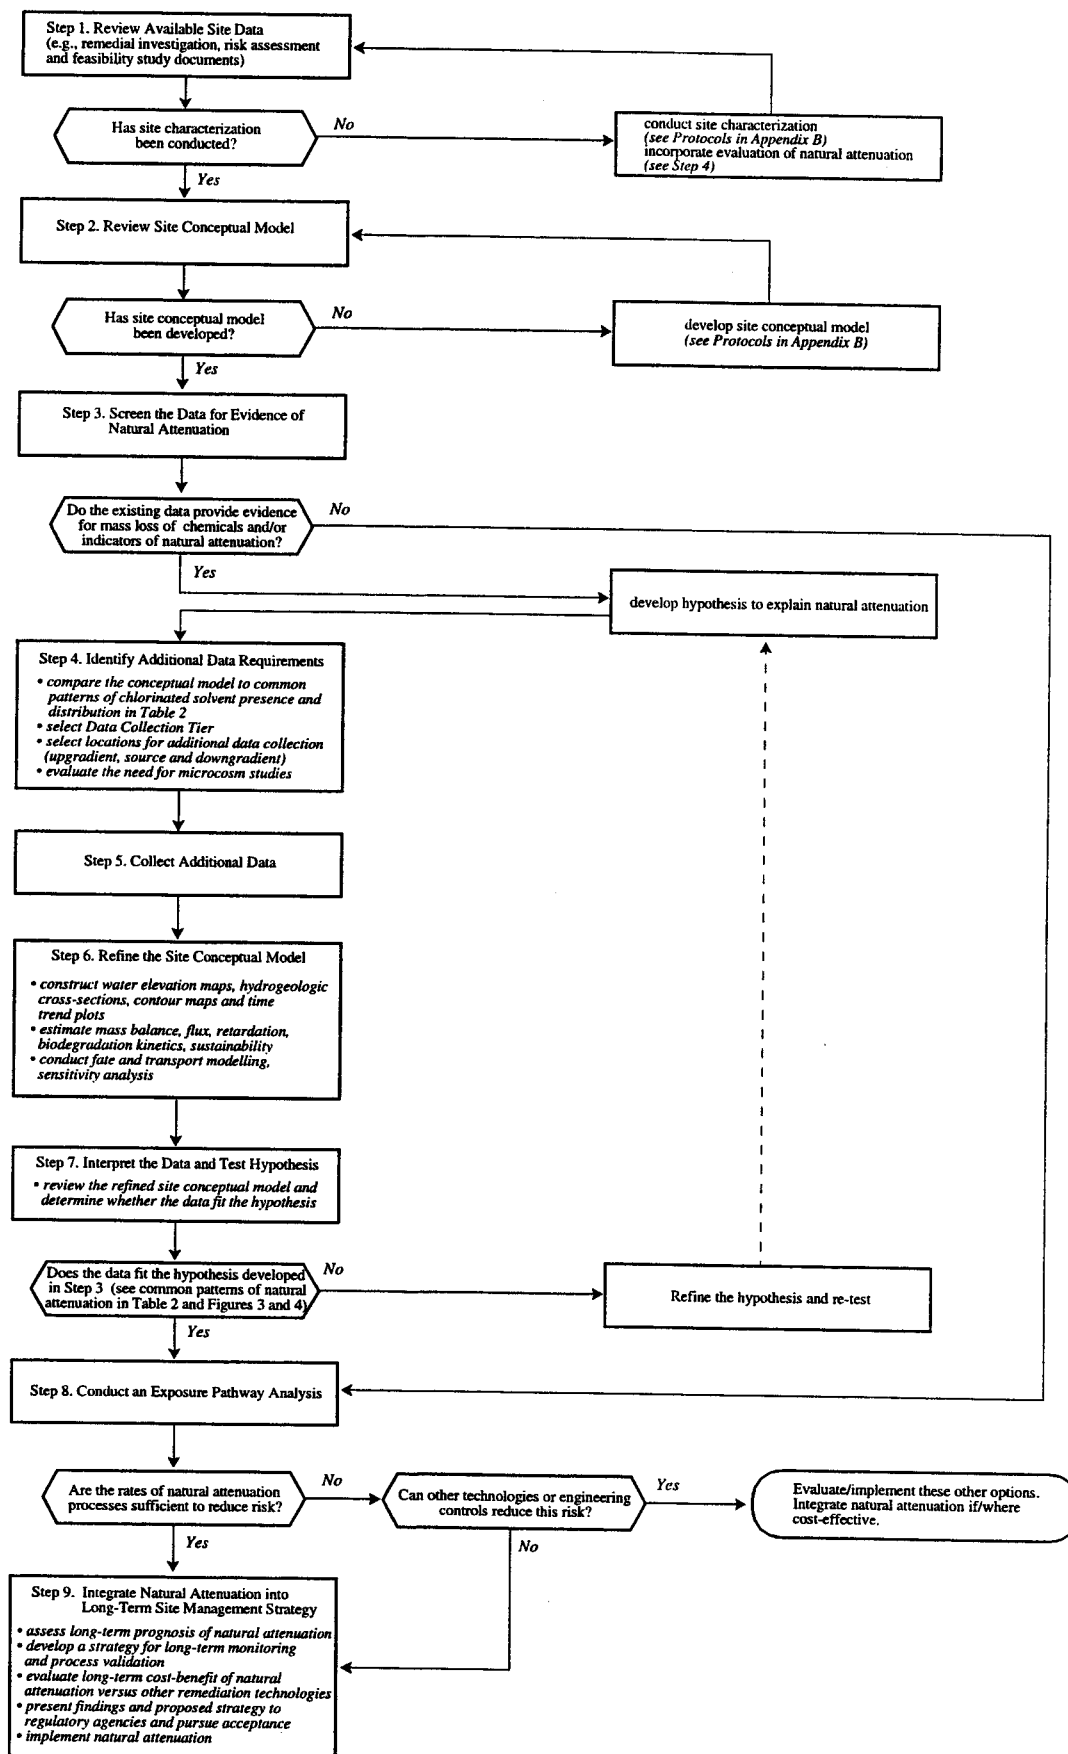 Step 1. Review Available Site Data
(e.g., remedial investigation, risk assessment
and feasibility study documents)
Has site characterization
been conducted?
No
conduct site characterization
(see Protocols in Appendix B)
incorporate evaluation of natural attenuation
(see Step 4)
Yes
Step 2. Review Site Conceptual Model
Has site conceptual model
been developed?
No
develop site conceptual model
(see Protocols in Appendix B)
Yes
Step 3. Screen the Data for Evidence of
Natural Attenuation
Do the existing data provide evidence
for mass loss of chemicals and/or
indicators of natural attenuation?
No
Yes
develop hypothesis to explain natural attenuation
Step 4. Identify Additional Data Requirements
• compare the conceptual model to common
patterns of chlorinated solvent presence and
distribution in Table 2
• select Data Collection Tier
• select locations for additional data collection
(upgradient, source and downgradient)
• evaluate the need for microcosm studies
Step 5. Collect Additional Data
Step 6. Refine the Site Conceptual Model
• construct water elevation maps, hydrogeologic
cross-sections, contour maps and time
trend plots
• estimate mass balance, flux, retardation,
biodegradation kinetics, sustainability
• conduct fate and transport modelling,
sensitivity analysis
Step 7. Interpret the Data and Test Hypothesis
• review the refined site conceptual model and
determine whether the data fit the hypothesis
Does the data fit the hypothesis developed
in Step 3 (see common patterns of natural
attenuation in Table 2 and Figures 3 and 4)
No
Refine the hypothesis and re-test
Yes
Step 8. Conduct an Exposure Pathway Analysis
Are the rates of natural attenuation
processes sufficient to reduce risk?
No
Can other technologies or engineering
controls reduce this risk?
Yes
Evaluate/implement these other options.
Integrate natural attenuation if/where
cost-effective.
Yes
No
Step 9. Integrate Natural Attenuation into
Long-Term Site Management Strategy
• assess long-term prognosis of natural attenuation
• develop a strategy for long-term monitoring
and process validation
• evaluate long-term cost-benefit of natural
attenuation versus other remediation technologies
• present findings and proposed strategy to
regulatory agencies and pursue acceptance
• implement natural attenuation